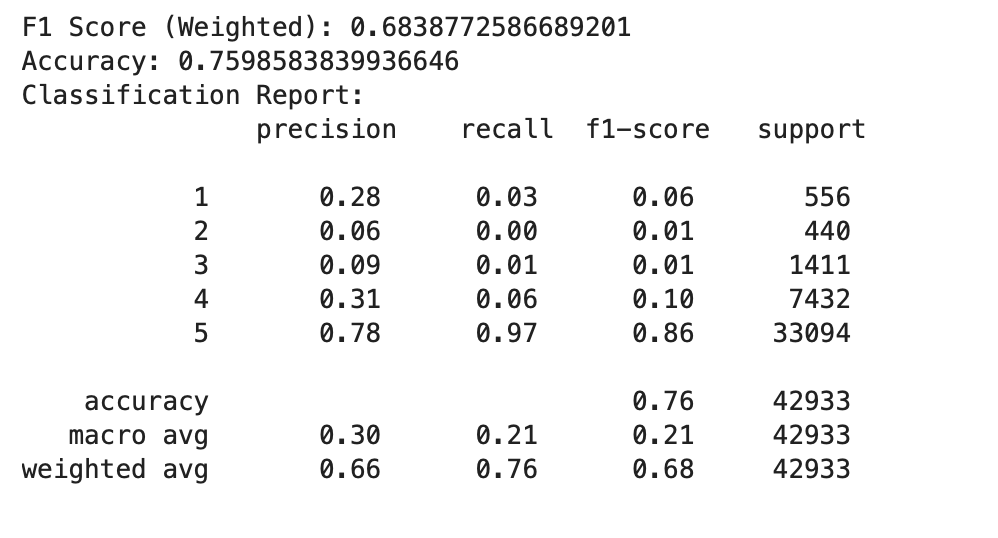 F1 Score (Weighted): 0.6838772586689201
Accuracy: 0.7598583839936646
Classification Report:
precision recall f1-score support
1 0.28 0.03 0.06 556
2 0.06 0.00 0.01 440
3 0.09 0.01 0.01 1411
4 0.31 0.06 0.10 7432
5 0.78 0.97 0.86 33094
accuracy 0.76 42933
macro avg 0.30 0.21 0.21 42933
weighted avg 0.66 0.76 0.68 42933